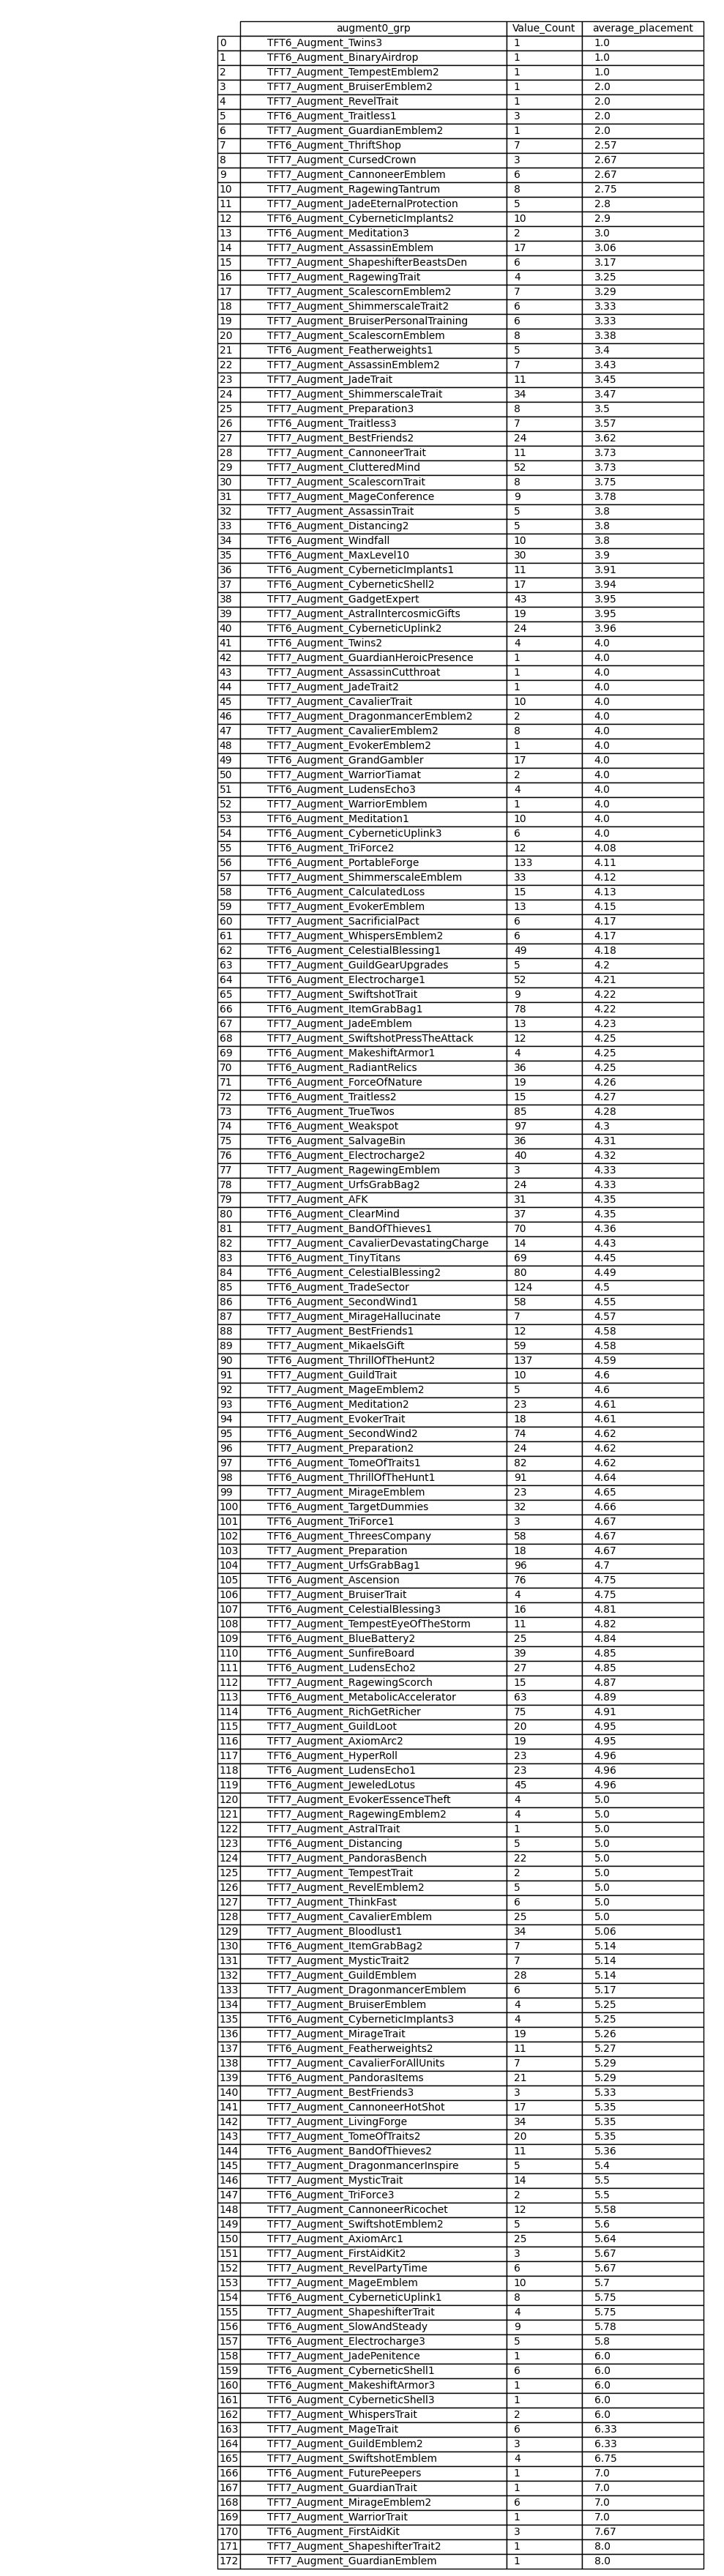 augment0_grp Value_Count average_placement
0 TFT6_Augment_Twins3 1 1.0
1 TFT6_Augment_BinaryAirdrop 1 1.0
2 TFT7_Augment_TempestEmblem2 1 1.0
3 TFT7_Augment_BruiserEmblem2 1 2.0
4 TFT7_Augment_RevelTrait 1 2.0
5 TFT6_Augment_Traitless1 3 2.0
6 TFT7_Augment_GuardianEmblem2 1 2.0
7 TFT6_Augment_ThriftShop 7 2.57
8 TFT7_Augment_CursedCrown 3 2.67
9 TFT7_Augment_CannoneerEmblem 6 2.67
10 TFT7_Augment_RagewingTantrum 8 2.75
11 TFT7_Augment_JadeEternalProtection 5 2.8
12 TFT6_Augment_CyberneticImplants2 10 2.9
13 TFT6_Augment_Meditation3 2 3.0
14 TFT7_Augment_AssassinEmblem 17 3.06
15 TFT7_Augment_ShapeshifterBeastsDen 6 3.17
16 TFT7_Augment_RagewingTrait 4 3.25
17 TFT7_Augment_ScalescornEmblem2 7 3.29
18 TFT7_Augment_ShimmerscaleTrait2 6 3.33
19 TFT7_Augment_BruiserPersonalTraining 6 3.33
20 TFT7_Augment_ScalescornEmblem 8 3.38
21 TFT6_Augment_Featherweights1 5 3.4
22 TFT7_Augment_AssassinEmblem2 7 3.43
23 TFT7_Augment_JadeTrait 11 3.45
24 TFT7_Augment_ShimmerscaleTrait 34 3.47
25 TFT7_Augment_Preparation3 8 3.5
26 TFT6_Augment_Traitless3 7 3.57
27 TFT7_Augment_BestFriends2 24 3.62
28 TFT7_Augment_CannoneerTrait 11 3.73
29 TFT7_Augment_ClutteredMind 52 3.73
30 TFT7_Augment_ScalescornTrait 8 3.75
31 TFT7_Augment_MageConference 9 3.78
32 TFT7_Augment_AssassinTrait 5 3.8
33 TFT6_Augment_Distancing2 5 3.8
34 TFT6_Augment_Windfall 10 3.8
35 TFT6_Augment_MaxLevel10 30 3.9
36 TFT6_Augment_CyberneticImplants1 11 3.91
37 TFT6_Augment_CyberneticShell2 17 3.94
38 TFT7_Augment_GadgetExpert 43 3.95
39 TFT7_Augment_AstralIntercosmicGifts 19 3.95
40 TFT6_Augment_CyberneticUplink2 24 3.96
41 TFT6_Augment_Twins2 4 4.0
42 TFT7_Augment_GuardianHeroicPresence 1 4.0
43 TFT7_Augment_AssassinCutthroat 1 4.0
44 TFT7_Augment_JadeTrait2 1 4.0
45 TFT7_Augment_CavalierTrait 10 4.0
46 TFT7_Augment_DragonmancerEmblem2 2 4.0
47 TFT7_Augment_CavalierEmblem2 8 4.0
48 TFT7_Augment_EvokerEmblem2 1 4.0
49 TFT6_Augment_GrandGambler 17 4.0
50 TFT7_Augment_WarriorTiamat 2 4.0
51 TFT6_Augment_LudensEcho3 4 4.0
52 TFT7_Augment_WarriorEmblem 1 4.0
53 TFT6_Augment_Meditation1 10 4.0
54 TFT6_Augment_CyberneticUplink3 6 4.0
55 TFT6_Augment_TriForce2 12 4.08
56 TFT6_Augment_PortableForge 133 4.11
57 TFT7_Augment_ShimmerscaleEmblem 33 4.12
58 TFT6_Augment_CalculatedLoss 15 4.13
59 TFT7_Augment_EvokerEmblem 13 4.15
60 TFT7_Augment_SacrificialPact 6 4.17
61 TFT7_Augment_WhispersEmblem2 6 4.17
62 TFT6_Augment_CelestialBlessing1 49 4.18
63 TFT7_Augment_GuildGearUpgrades 5 4.2
64 TFT6_Augment_Electrocharge1 52 4.21
65 TFT7_Augment_SwiftshotTrait 9 4.22
66 TFT6_Augment_ItemGrabBag1 78 4.22
67 TFT7_Augment_JadeEmblem 13 4.23
68 TFT7_Augment_SwiftshotPressTheAttack 12 4.25
69 TFT6_Augment_MakeshiftArmor1 4 4.25
70 TFT6_Augment_RadiantRelics 36 4.25
71 TFT6_Augment_ForceOfNature 19 4.26
72 TFT6_Augment_Traitless2 15 4.27
73 TFT6_Augment_TrueTwos 85 4.28
74 TFT6_Augment_Weakspot 97 4.3
75 TFT6_Augment_SalvageBin 36 4.31
76 TFT6_Augment_Electrocharge2 40 4.32
77 TFT7_Augment_RagewingEmblem 3 4.33
78 TFT7_Augment_UrfsGrabBag2 24 4.33
79 TFT7_Augment_AFK 31 4.35
80 TFT6_Augment_ClearMind 37 4.35
81 TFT7_Augment_BandOfThieves1 70 4.36
82 TFT7_Augment_CavalierDevastatingCharge 14 4.43
83 TFT6_Augment_TinyTitans 69 4.45
84 TFT6_Augment_CelestialBlessing2 80 4.49
85 TFT6_Augment_TradeSector 124 4.5
86 TFT6_Augment_SecondWind1 58 4.55
87 TFT7_Augment_MirageHallucinate 7 4.57
88 TFT7_Augment_BestFriends1 12 4.58
89 TFT7_Augment_MikaelsGift 59 4.58
90 TFT6_Augment_ThrillOfTheHunt2 137 4.59
91 TFT7_Augment_GuildTrait 10 4.6
92 TFT7_Augment_MageEmblem2 5 4.6
93 TFT6_Augment_Meditation2 23 4.61
94 TFT7_Augment_EvokerTrait 18 4.61
95 TFT6_Augment_SecondWind2 74 4.62
96 TFT7_Augment_Preparation2 24 4.62
97 TFT6_Augment_TomeOfTraits1 82 4.62
98 TFT6_Augment_ThrillOfTheHunt1 91 4.64
99 TFT7_Augment_MirageEmblem 23 4.65
100 TFT6_Augment_TargetDummies 32 4.66
101 TFT6_Augment_TriForce1 3 4.67
102 TFT6_Augment_ThreesCompany 58 4.67
103 TFT7_Augment_Preparation 18 4.67
104 TFT7_Augment_UrfsGrabBag1 96 4.7
105 TFT6_Augment_Ascension 76 4.75
106 TFT7_Augment_BruiserTrait 4 4.75
107 TFT6_Augment_CelestialBlessing3 16 4.81
108 TFT7_Augment_TempestEyeOfTheStorm 11 4.82
109 TFT6_Augment_BlueBattery2 25 4.84
110 TFT6_Augment_SunfireBoard 39 4.85
111 TFT6_Augment_LudensEcho2 27 4.85
112 TFT7_Augment_RagewingScorch 15 4.87
113 TFT6_Augment_MetabolicAccelerator 63 4.89
114 TFT6_Augment_RichGetRicher 75 4.91
115 TFT7_Augment_GuildLoot 20 4.95
116 TFT7_Augment_AxiomArc2 19 4.95
117 TFT6_Augment_HyperRoll 23 4.96
118 TFT6_Augment_LudensEcho1 23 4.96
119 TFT6_Augment_JeweledLotus 45 4.96
120 TFT7_Augment_EvokerEssenceTheft 4 5.0
121 TFT7_Augment_RagewingEmblem2 4 5.0
122 TFT7_Augment_AstralTrait 1 5.0
123 TFT6_Augment_Distancing 5 5.0
124 TFT7_Augment_PandorasBench 22 5.0
125 TFT7_Augment_TempestTrait 2 5.0
126 TFT7_Augment_RevelEmblem2 5 5.0
127 TFT7_Augment_ThinkFast 6 5.0
128 TFT7_Augment_CavalierEmblem 25 5.0
129 TFT7_Augment_Bloodlust1 34 5.06
130 TFT6_Augment_ItemGrabBag2 7 5.14
131 TFT7_Augment_MysticTrait2 7 5.14
132 TFT7_Augment_GuildEmblem 28 5.14
133 TFT7_Augment_DragonmancerEmblem 6 5.17
134 TFT7_Augment_BruiserEmblem 4 5.25
135 TFT6_Augment_CyberneticImplants3 4 5.25
136 TFT7_Augment_MirageTrait 19 5.26
137 TFT6_Augment_Featherweights2 11 5.27
138 TFT7_Augment_CavalierForAllUnits 7 5.29
139 TFT6_Augment_PandorasItems 21 5.29
140 TFT7_Augment_BestFriends3 3 5.33
141 TFT7_Augment_CannoneerHotShot 17 5.35
142 TFT7_Augment_LivingForge 34 5.35
143 TFT7_Augment_TomeOfTraits2 20 5.35
144 TFT6_Augment_BandOfThieves2 11 5.36
145 TFT7_Augment_DragonmancerInspire 5 5.4
146 TFT7_Augment_MysticTrait 14 5.5
147 TFT6_Augment_TriForce3 2 5.5
148 TFT7_Augment_CannoneerRicochet 12 5.58
149 TFT7_Augment_SwiftshotEmblem2 5 5.6
150 TFT7_Augment_AxiomArc1 25 5.64
151 TFT7_Augment_FirstAidKit2 3 5.67
152 TFT7_Augment_RevelPartyTime 6 5.67
153 TFT7_Augment_MageEmblem 10 5.7
154 TFT6_Augment_CyberneticUplink1 8 5.75
155 TFT7_Augment_ShapeshifterTrait 4 5.75
156 TFT6_Augment_SlowAndSteady 9 5.78
157 TFT6_Augment_Electrocharge3 5 5.8
158 TFT7_Augment_JadePenitence 1 6.0
159 TFT6_Augment_CyberneticShell1 6 6.0
160 TFT6_Augment_MakeshiftArmor3 1 6.0
161 TFT6_Augment_CyberneticShell3 1 6.0
162 TFT7_Augment_WhispersTrait 2 6.0
163 TFT7_Augment_MageTrait 6 6.33
164 TFT7_Augment_GuildEmblem2 3 6.33
165 TFT7_Augment_SwiftshotEmblem 4 6.75
166 TFT6_Augment_FuturePeepers 1 7.0
167 TFT7_Augment_GuardianTrait 1 7.0
168 TFT7_Augment_MirageEmblem2 6 7.0
169 TFT7_Augment_WarriorTrait 1 7.0
170 TFT6_Augment_FirstAidKit 3 7.67
171 TFT7_Augment_ShapeshifterTrait2 1 8.0
172 TFT7_Augment_GuardianEmblem 1 8.0